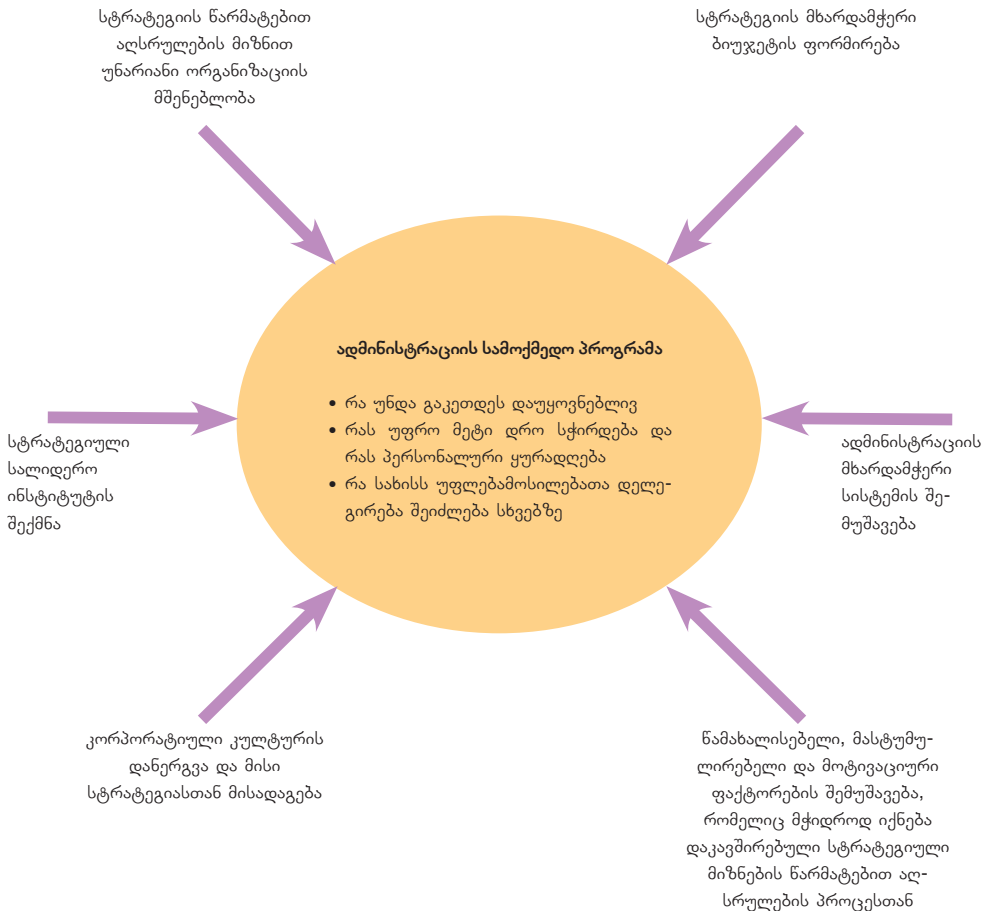 სტრატეგიის წარმატებით
აღსრულების მიზნით
უნარიანი ორგანიზაციის
მშენებლობა
სტრატეგიის მხარდამჭერი
ბიუჯეტის ფორმირება
ადმინისტრაციის სამოქმედო პროგრამა
• რა უნდა გაკეთდეს დაუყოვნებლივ
• რას უფრო მეტი დრო სჭირდება და
რას პერსონალური ყურადღება
• რა სახისს უფლებამოსილებათა დელე-
გირება შეიძლება სხვებზე
სტრატეგიული
სალიდერო
ინსტიტუტის
შექმნა
ადმინისტრაციის
მხარდამჭერი
სისტემის შე-
მუშავება
კორპორატიული კულტურის
დანერგვა და მისი
სტრატეგიასთან მისადაგება
წამახალისებელი, მასტუმუ-
ლირებელი და მოტივაციური
ფაქტორების შემუშავება,
რომელიც მჭიდროდ იქნება
დაკავშირებული სტრატეგიული
მიზნების წარმატებით აღ-
სრულების პროცესთან